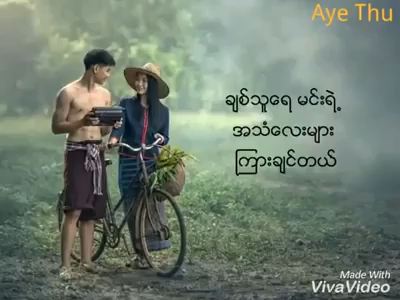 Aye Thu
ချစ်သူရေ မင်းရဲ့
အသံလေးများ
ကြားချင်တယ်
Made With
VivaVideo